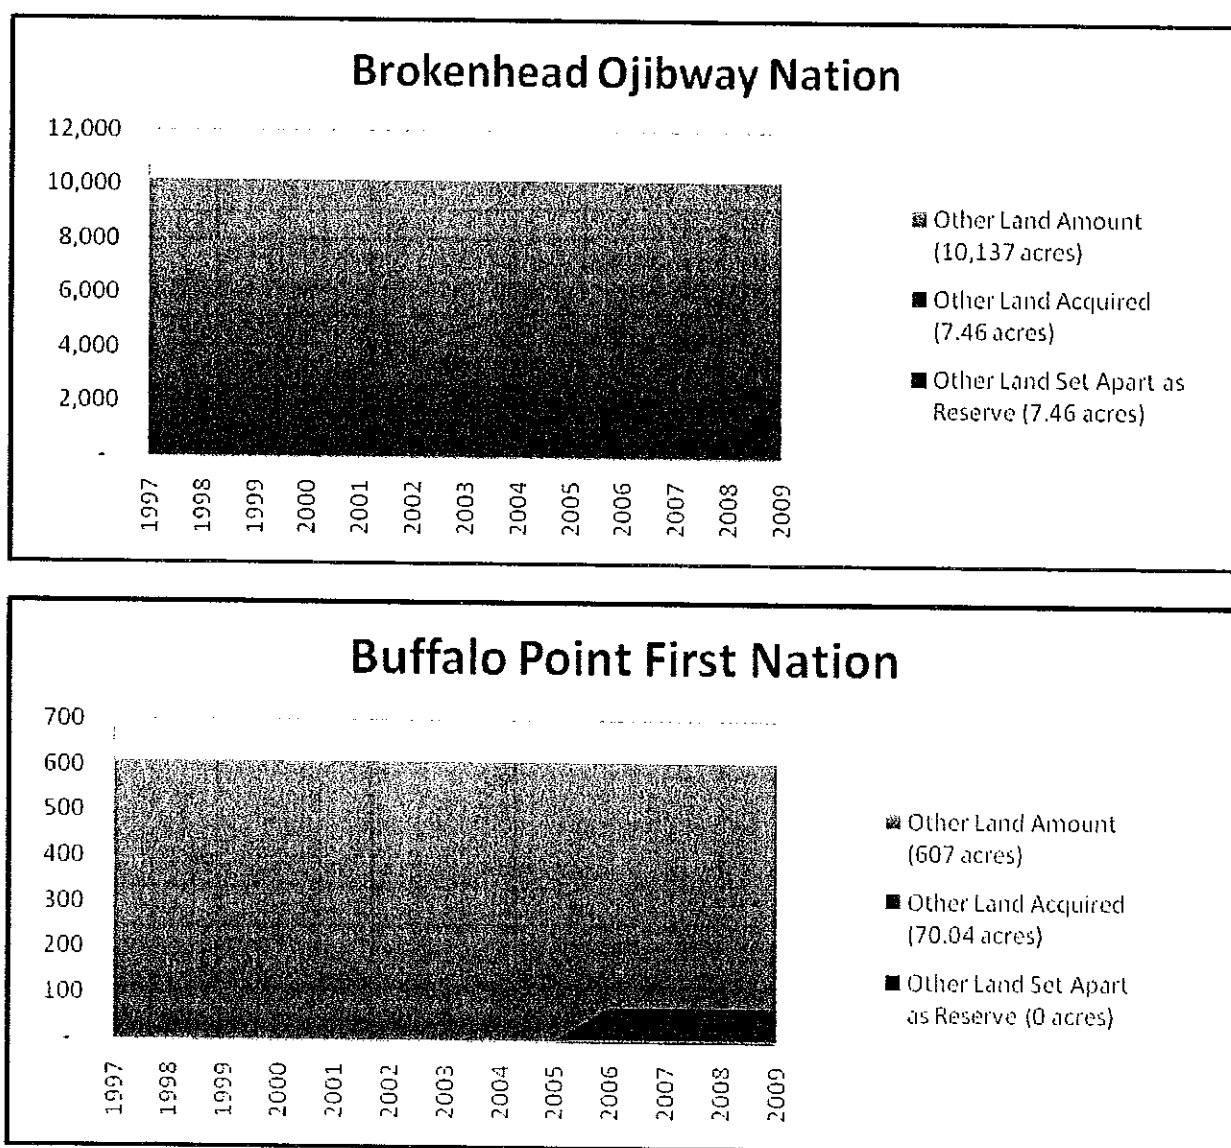 Brokenhead Ojibway Nation
12,000
10,000
8,000
6,000
4,000
2,000
-
1997
1998
1999
2000
2001
2002
2003
2004
2005
2006
2007
2008
2009
Other Land Amount
(10,137 acres)
Other Land Acquired
(7.46 acres)
Other Land Set Apart as
Reserve (7.46 acres)
Buffalo Point First Nation
700
600
500
400
300
200
100
-
1997
1998
1999
2000
2001
2002
2003
2004
2005
2006
2007
2008
2009
Other Land Amount
(607 acres)
Other Land Acquired
(70.04 acres)
Other Land Set Apart
as Reserve (0 acres)